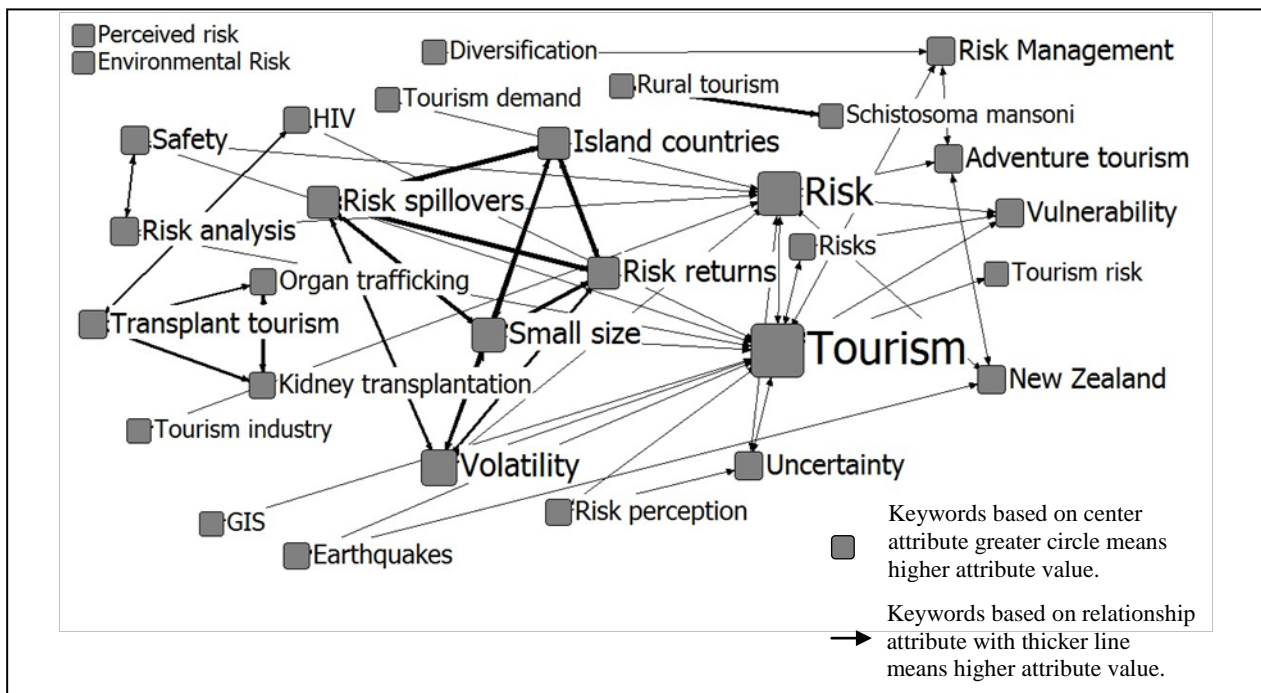 Perceived risk
Environmental Risk
Diversification
Risk Management
Tourism demand
Rural tourism
Schistosoma mansoni
HIV
Safety
Island countries
Adventure tourism
Risk
Risk spillovers
Vulnerability
Risk analysis
Risks
Organ trafficking
Risk returns
Tourism risk
Transplant tourism
Small size
Tourism
Kidney transplantation
New Zealand
Tourism industry
Volatility
Uncertainty
GIS
Risk perception
Earthquakes
Keywords based on center
attribute greater circle means
higher attribute value.
Keywords based on relationship
attribute with thicker line
means higher attribute value.